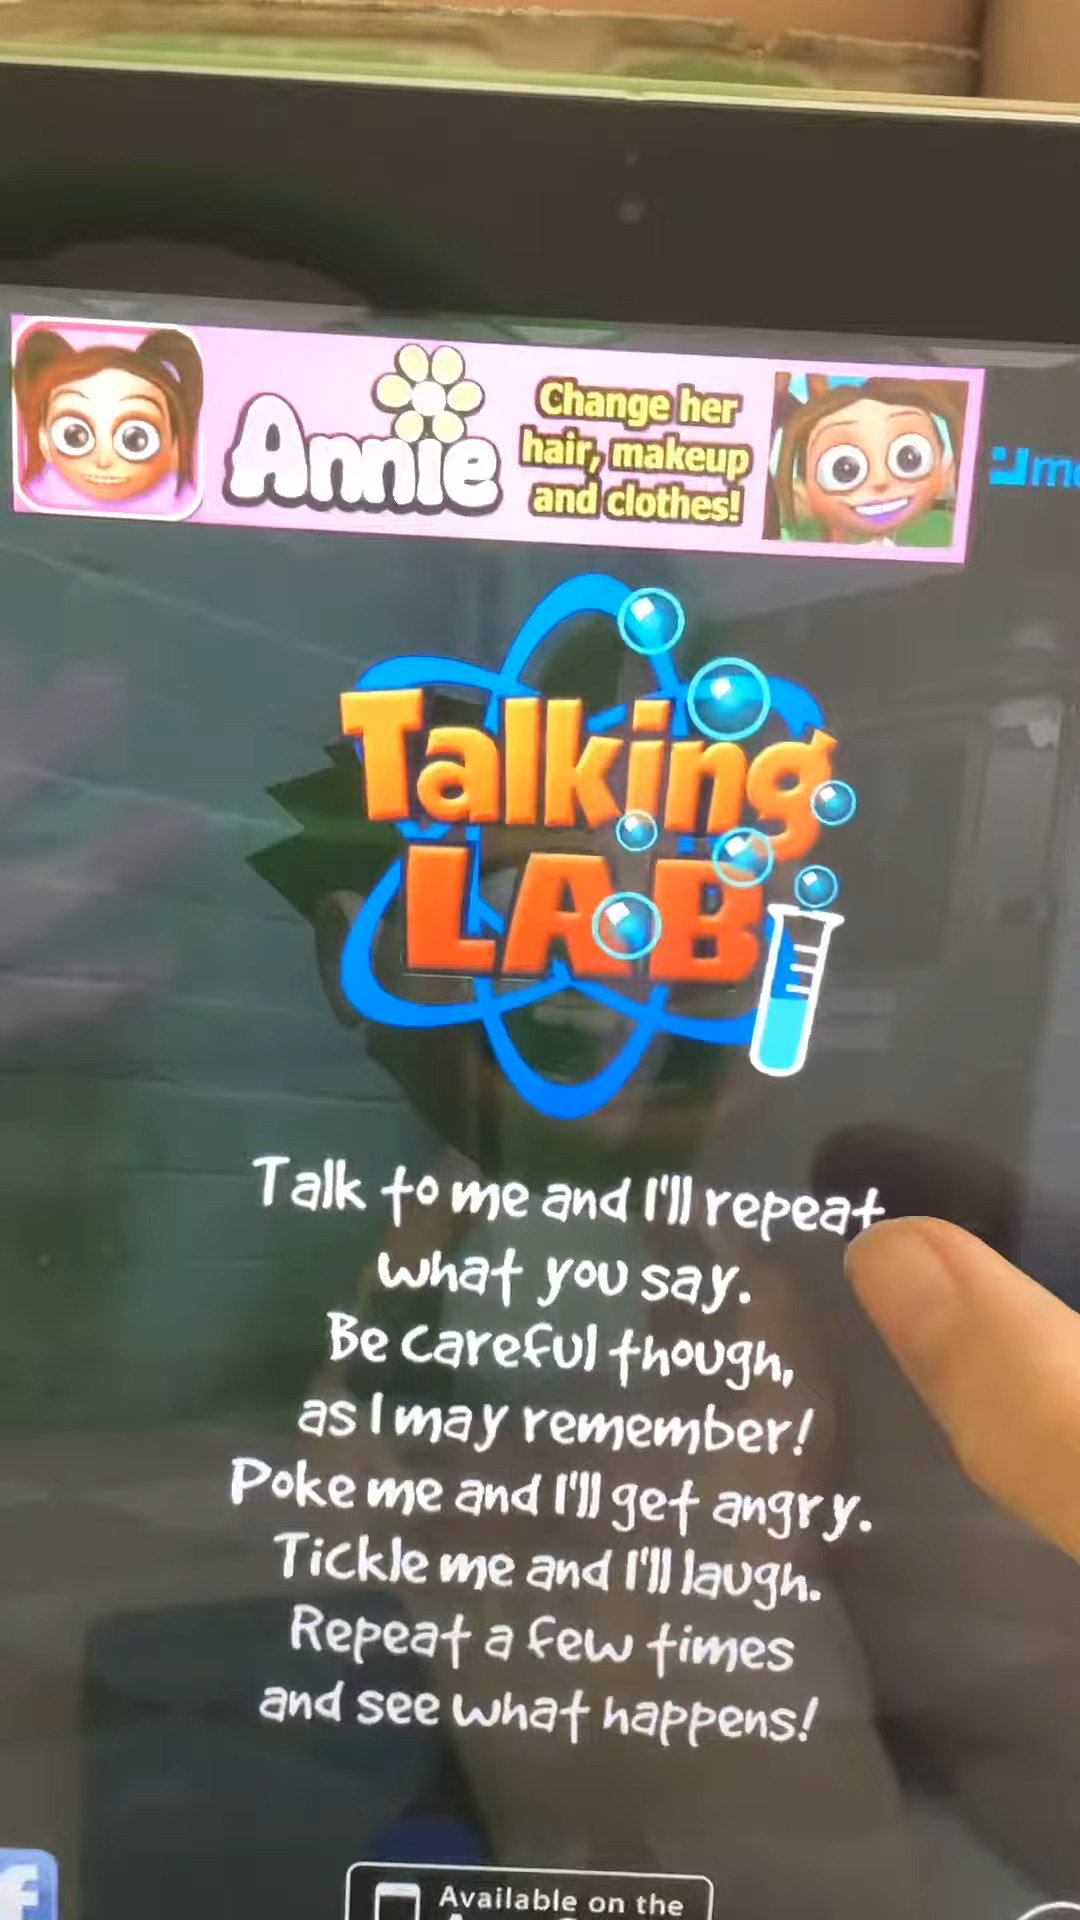 Annie
Change her
hair, makeup
and clothes!
Talking
LAB
Talk to me and I'll repeat
what you say.
Be careful though,
as I may remember!
Poke me and I'll get angry.
Tickle me and I'll laugh.
Repeat a few times
and see what happens!
f
Available on the